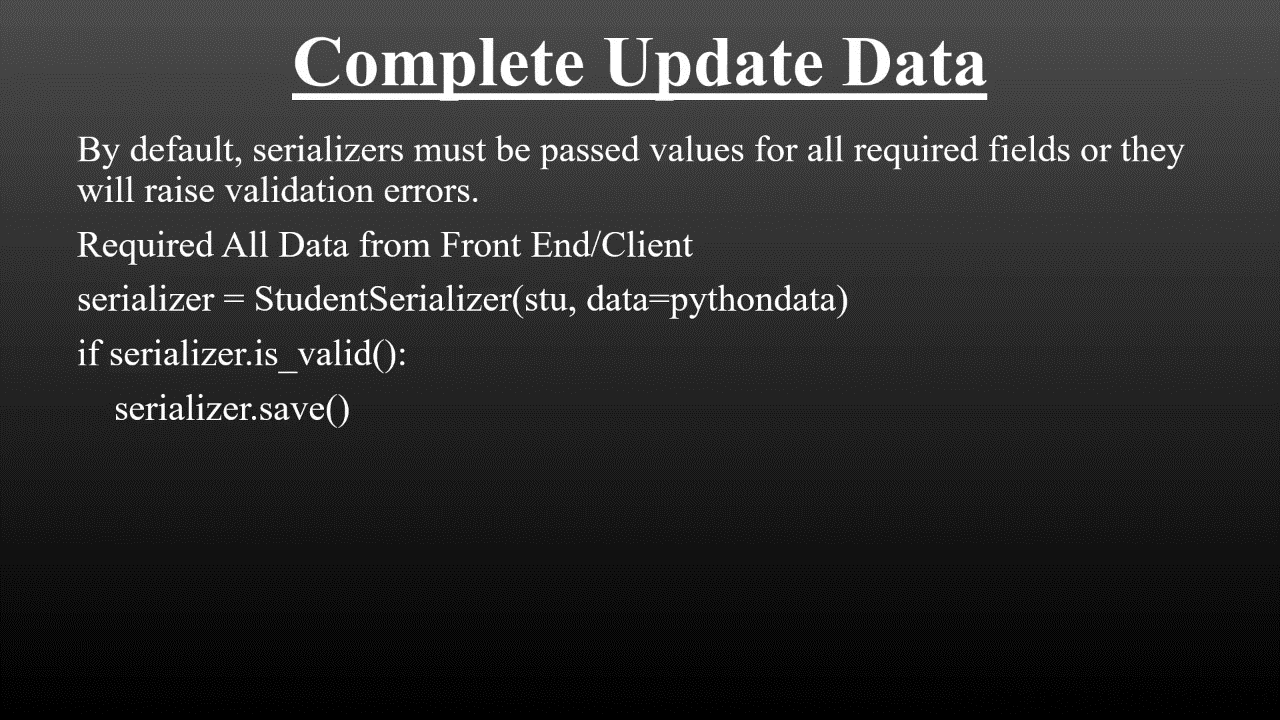 Complete Update Data
By default, serializers must be passed values for all required fields or they
will raise validation errors.
Required All Data from Front End/Client
serializer = StudentSerializer(stu, data=pythondata)
if serializer.is_valid():
    serializer.save()